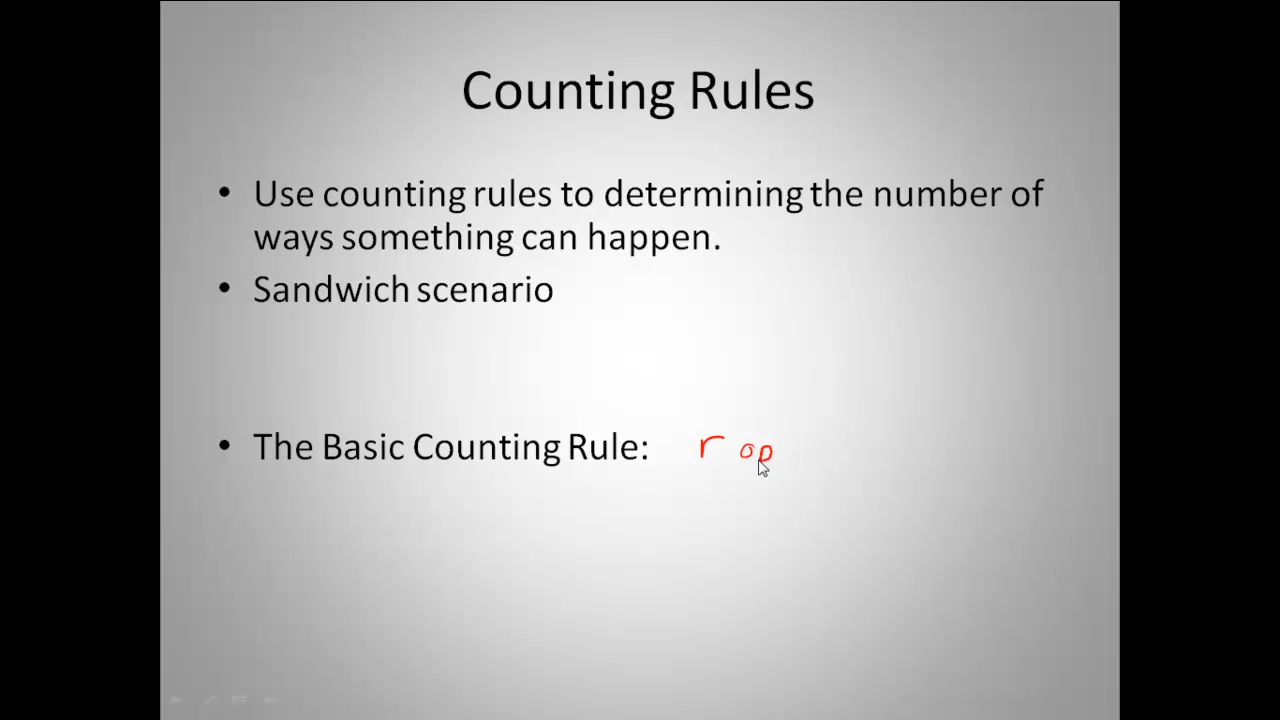 Counting Rules
• Use counting rules to determining the number of
ways something can happen.
• Sandwich scenario
• The Basic Counting Rule: r op